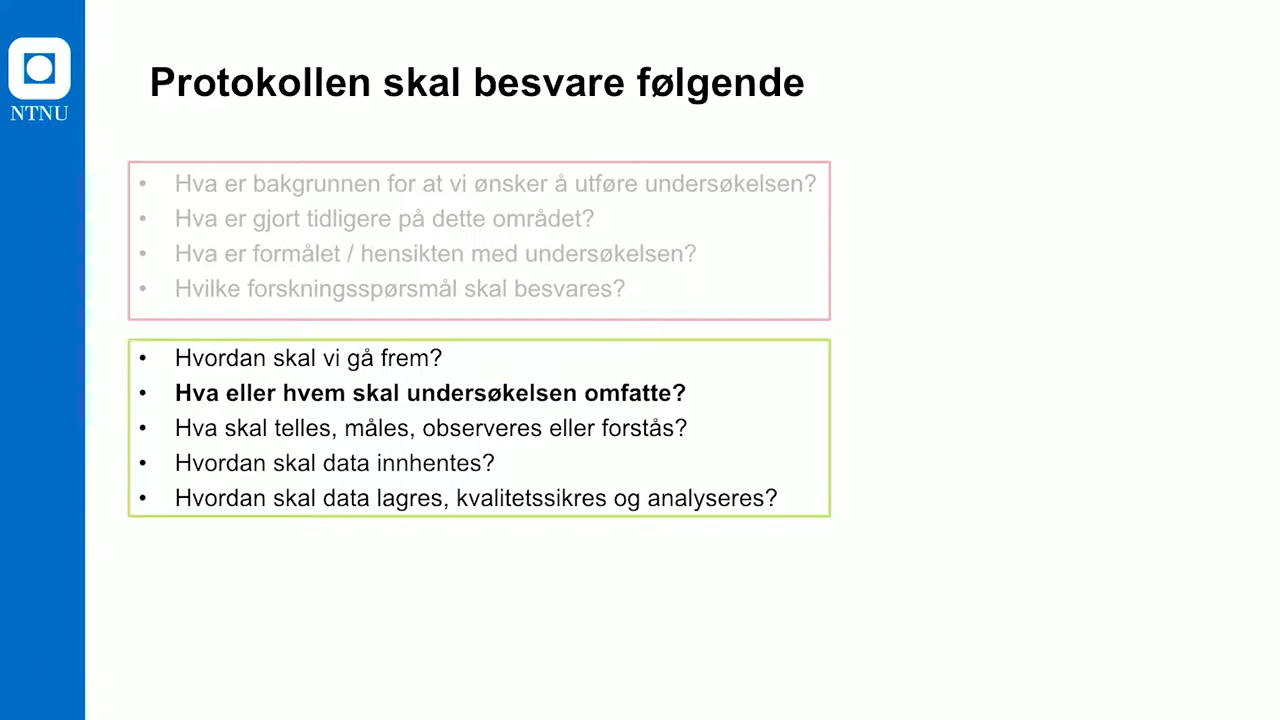 NTNU
Protokollen skal besvare følgende
• Hva er bakgrunnen for at vi ønsker å utføre undersøkelsen?
• Hva er gjort tidligere på dette området?
• Hva er formålet / hensikten med undersøkelsen?
• Hvilke forskningsspørsmål skal besvares?
• Hvordan skal vi gå frem?
• Hva eller hvem skal undersøkelsen omfatte?
• Hva skal telles, måles, observeres eller forstås?
• Hvordan skal data innhentes?
• Hvordan skal data lagres, kvalitetssikres og analyseres?